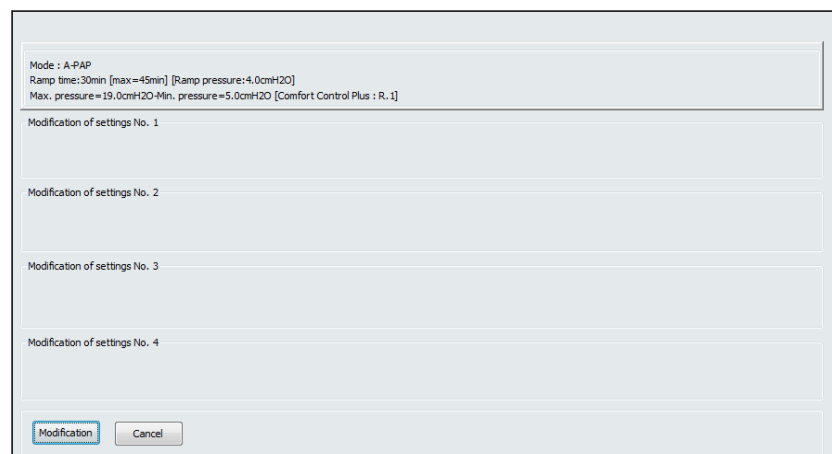 Mode : A-PAP
Ramp time:30min [max=45min] [Ramp pressure:4.0cmH2O]
Max. pressure=19.0cmH2O-Min. pressure=5.0cmH2O [Comfort Control Plus : R.1]
Modification of settings No. 1
Modification of settings No. 2
Modification of settings No. 3
Modification of settings No. 4
Modification
Cancel